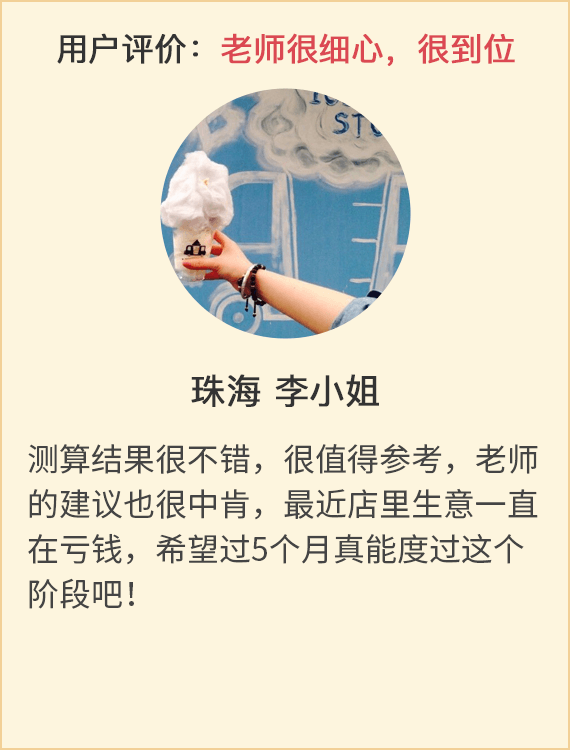 用户评价：老师很细心，很到位
珠海 李小姐
测算结果很不错，很值得参考，老师
的建议也很中肯，最近店里生意一直
在亏钱，希望过5个月真能度过这个
阶段吧！